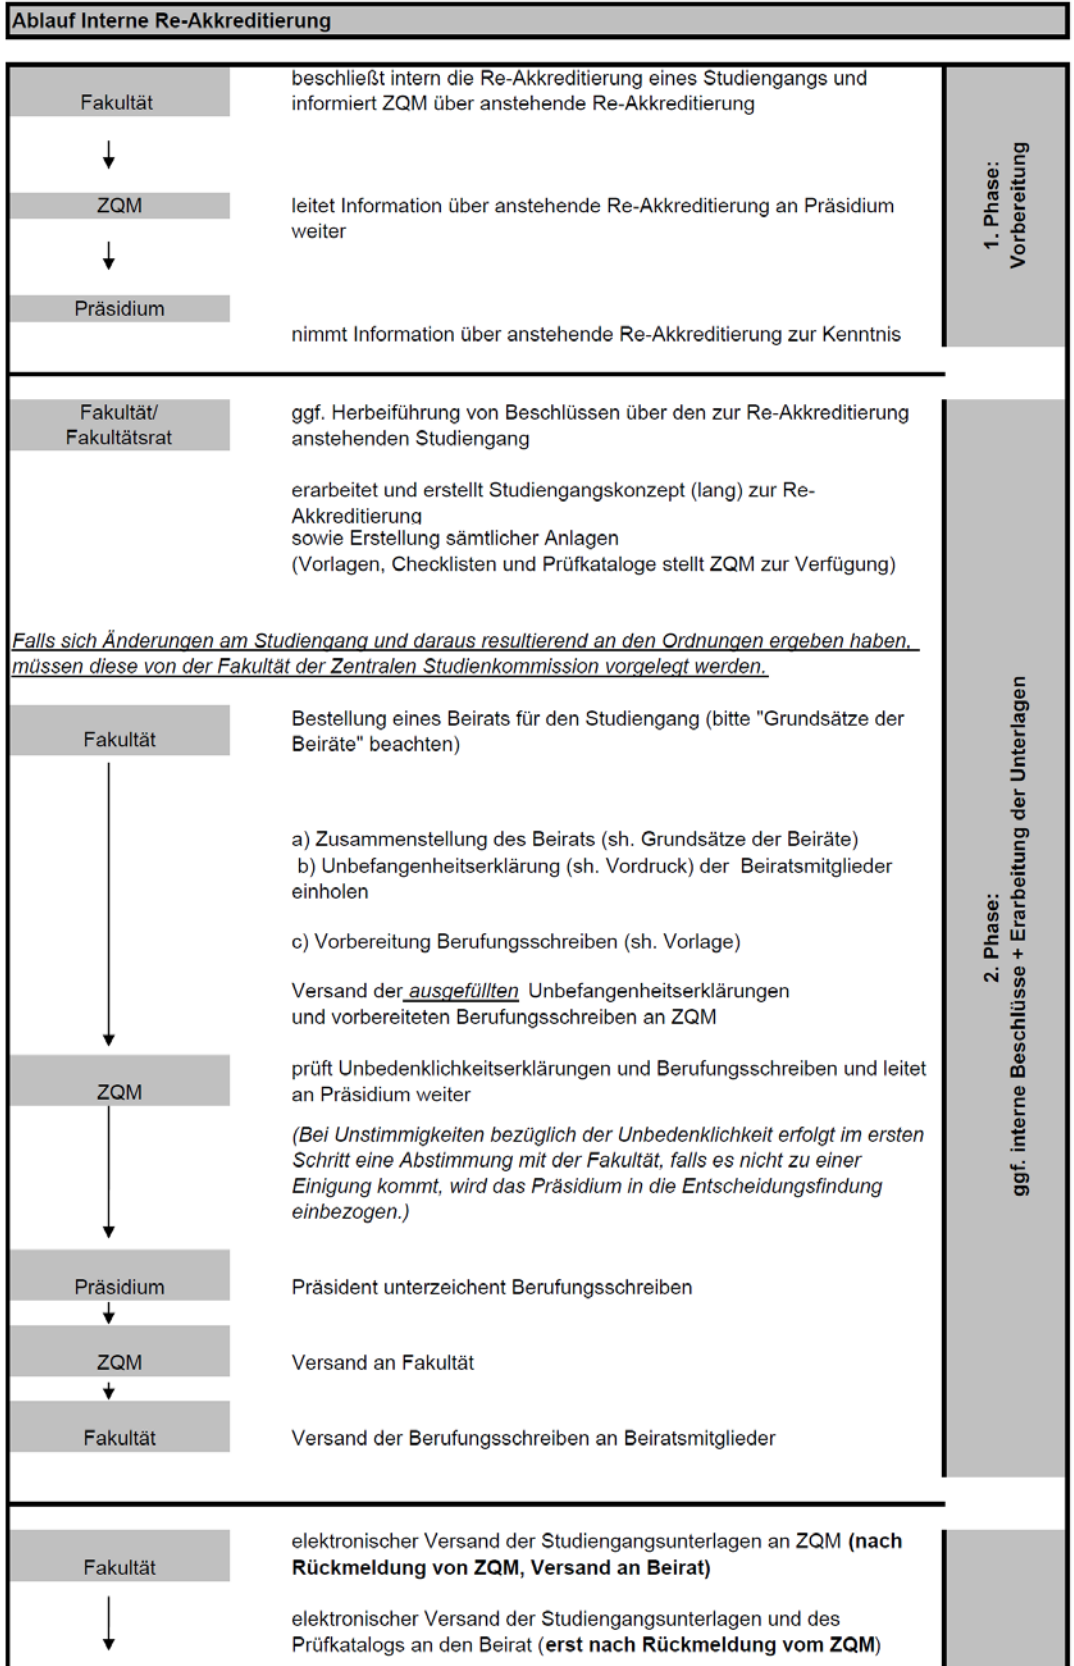 Ablauf Interne Re-Akkreditierung
Fakultät
beschließt intern die Re-Akkreditierung eines Studiengangs und
informiert ZQM über anstehende Re-Akkreditierung
ZQM
leitet Information über anstehende Re-Akkreditierung an Präsidium
weiter
Präsidium
nimmt Information über anstehende Re-Akkreditierung zur Kenntnis
1. Phase:
Vorbereitung
Fakultät/
Fakultätsrat
ggf. Herbeiführung von Beschlüssen über den zur Re-Akkreditierung
anstehenden Studiengang
erarbeitet und erstellt Studiengangskonzept (lang) zur Re-
Akkreditierung
sowie Erstellung sämtlicher Anlagen
(Vorlagen, Checklisten und Prüfkataloge stellt ZQM zur Verfügung)
Falls sich Änderungen am Studiengang und daraus resultierend an den Ordnungen ergeben haben,
müssen diese von der Fakultät der Zentralen Studienkommission vorgelegt werden.
Fakultät
Bestellung eines Beirats für den Studiengang (bitte "Grundsätze der
Beiräte" beachten)
a) Zusammenstellung des Beirats (sh. Grundsätze der Beiräte)
b) Unbefangenheitserklärung (sh. Vordruck) der Beiratsmitglieder
einholen
c) Vorbereitung Berufungsschreiben (sh. Vorlage)
Versand der ausgefüllten Unbefangenheitserklärungen
und vorbereiteten Berufungsschreiben an ZQM
ZQM
prüft Unbedenklichkeitserklärungen und Berufungsschreiben und leitet
an Präsidium weiter
(Bei Unstimmigkeiten bezüglich der Unbedenklichkeit erfolgt im ersten
Schritt eine Abstimmung mit der Fakultät, falls es nicht zu einer
Einigung kommt, wird das Präsidium in die Entscheidungsfindung
einbezogen.)
Präsidium
Präsident unterzeichent Berufungsschreiben
ZQM
Versand an Fakultät
Fakultät
Versand der Berufungsschreiben an Beiratsmitglieder
2. Phase:
ggf. interne Beschlüsse + Erarbeitung der Unterlagen
Fakultät
elektronischer Versand der Studiengangsunterlagen an ZQM (nach
Rückmeldung von ZQM, Versand an Beirat)
elektronischer Versand der Studiengangsunterlagen und des
Prüfkatalogs an den Beirat (erst nach Rückmeldung vom ZQM)